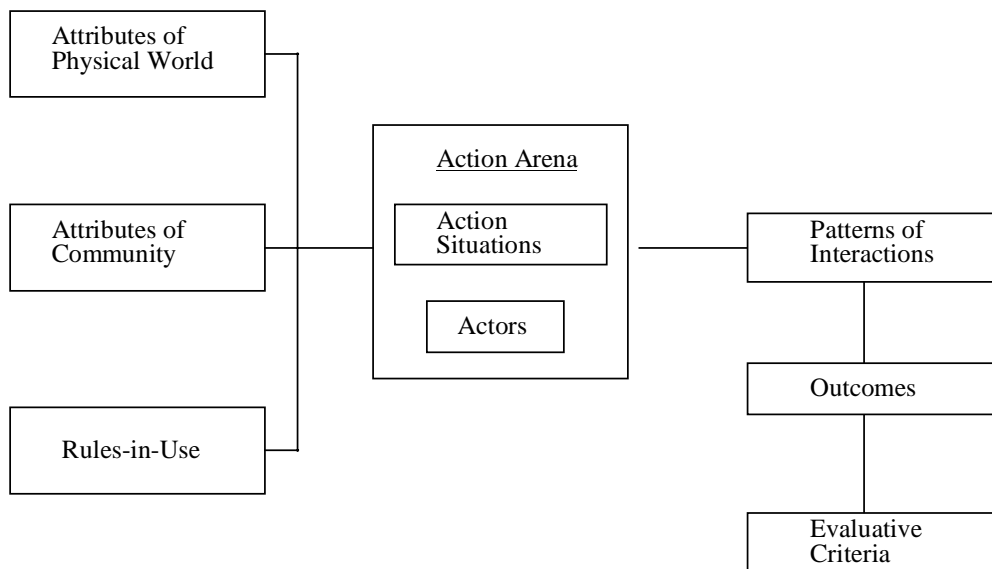 Attributes of
Physical World
Attributes of
Community
Rules-in-Use
Action Arena
Action
Situations
Actors
Patterns of
Interactions
Outcomes
Evaluative
Criteria